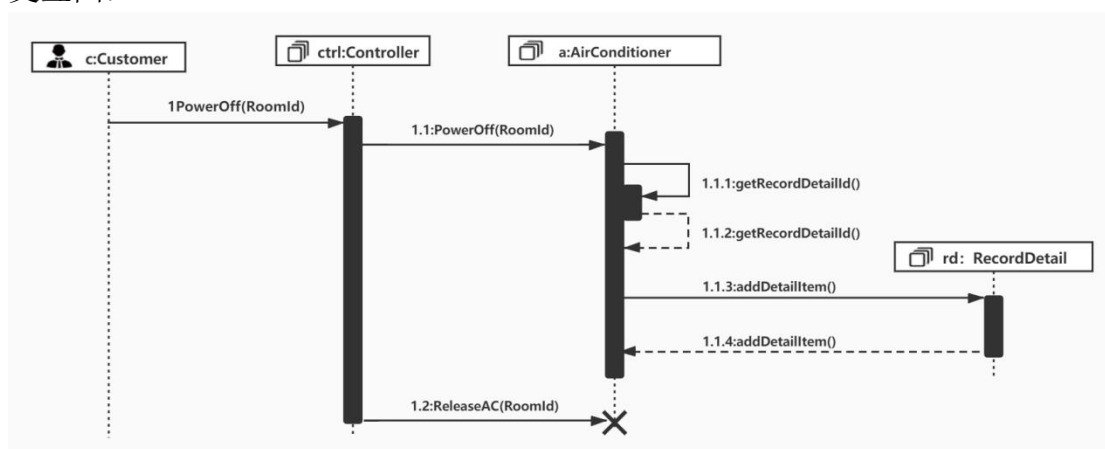 c:Customer
ctrl:Controller
a:AirConditioner
1PowerOff(RoomId)
1.1:PowerOff(RoomId)
1.1.1:getRecordDetailId()
1.1.2:getRecordDetailId()
rd: RecordDetail
1.1.3:addDetailItem()
1.1.4:addDetailItem()
1.2:ReleaseAC(RoomId)